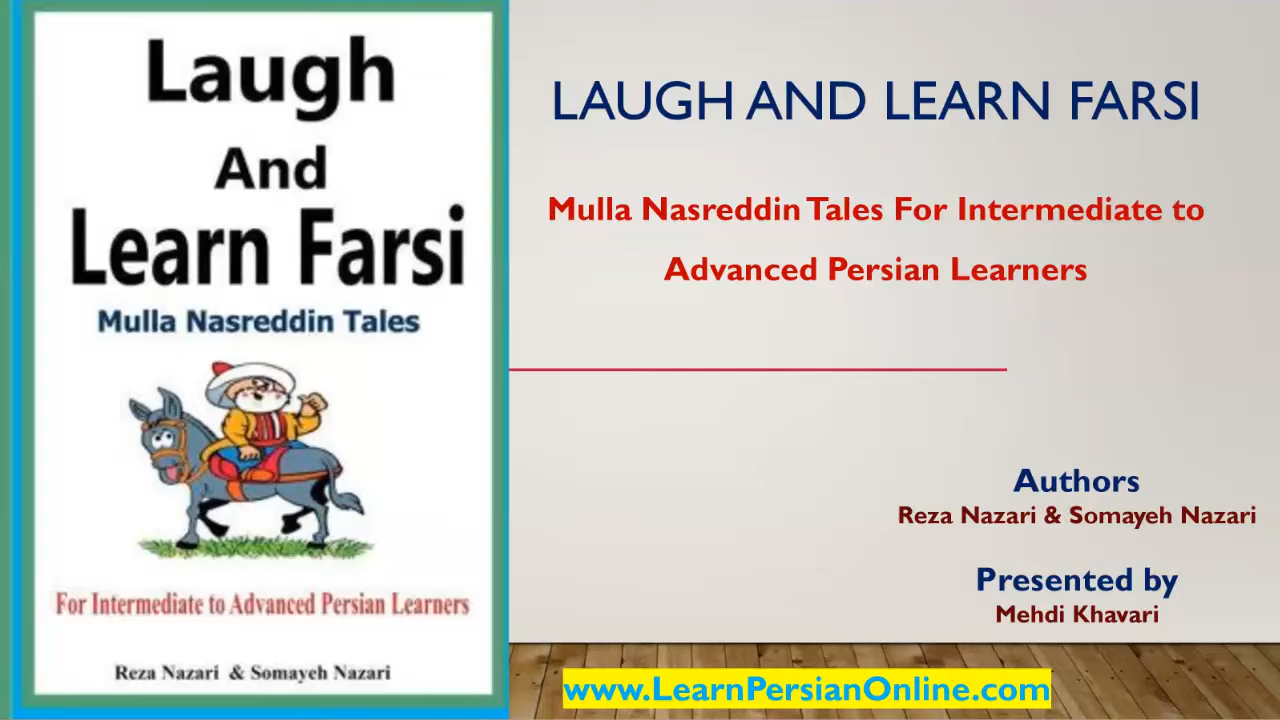 Laugh
And
Learn Farsi
Mulla Nasreddin Tales
For Intermediate to Advanced Persian Learners
Reza Nazari & Somayeh Nazari
LAUGH AND LEARN FARSI
Mulla Nasreddin Tales For Intermediate to
Advanced Persian Learners
Authors
Reza Nazari & Somayeh Nazari
Presented by
Mehdi Khavari
www.LearnPersianOnline.com